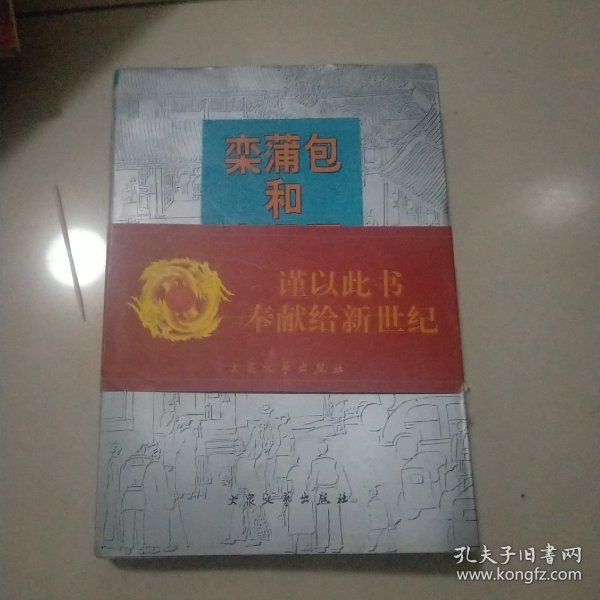 栾蒲包
和
谨以此书
奉献给新世纪
大众文艺出版社
大众文艺出版社
孔夫子旧书网
www.kongfz.com